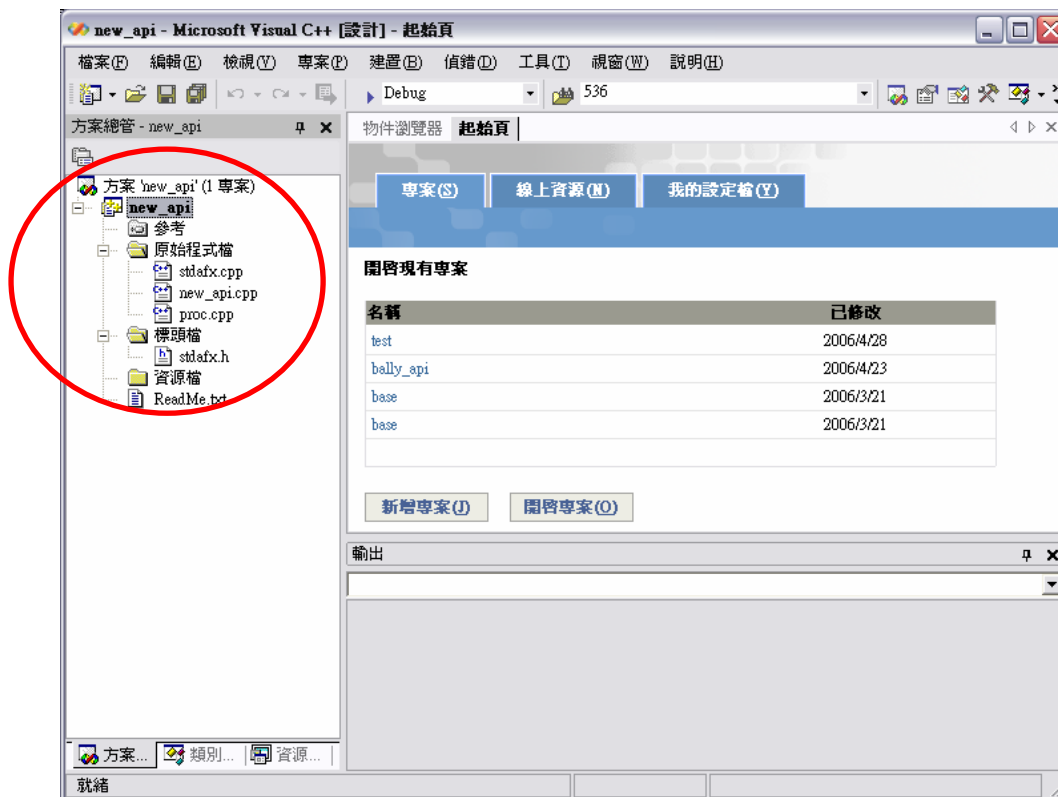 new_api - Microsoft Visual C++ [設計] - 起始頁
檔案(F) 編輯(E) 檢視(V) 專案(P) 建置(B) 偵錯(D) 工具(T) 視窗(W) 說明(H)
Debug 536
方案總管 - new_api
物件瀏覽器 起始頁
方案 'new_api' (1 專案)
new_api
參考
原始程式檔
stdafx.cpp
new_api.cpp
proc.cpp
標頭檔
stdafx.h
資源檔
ReadMe.txt
專案(S) 線上資源(N) 我的設定檔(Y)
開啟現有專案
名稱 已修改
test 2006/4/28
bally_api 2006/4/23
base 2006/3/21
base 2006/3/21
新增專案(J) 開啟專案(O)
輸出
方案... 類別... 資源...
就緒